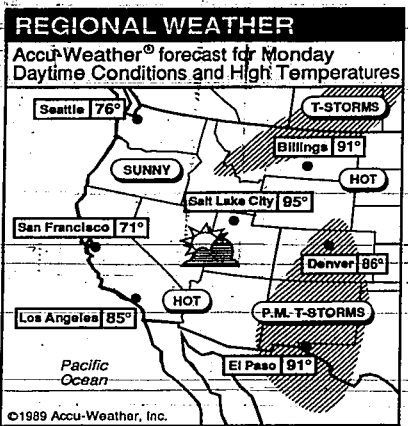 REGIONAL WEATHER
Accu-Weather® forecast for Monday
Daytime Conditions and High Temperatures
T-STORMS
Seattle 76°
Billings 91°
SUNNY
HOT
Salt Lake City 95°
San Francisco 71°
Denver 86°
HOT
Los Angeles 85°
P.M. T-STORMS
El Paso 91°
Pacific
Ocean
©1989 Accu-Weather, Inc.